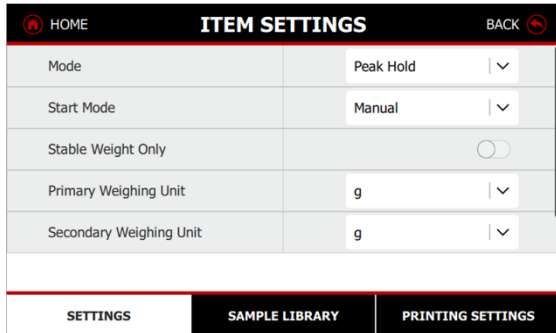 HOME ITEM SETTINGS BACK
Mode Peak Hold
Start Mode Manual
Stable Weight Only
Primary Weighing Unit g
Secondary Weighing Unit g
SETTINGS SAMPLE LIBRARY PRINTING SETTINGS